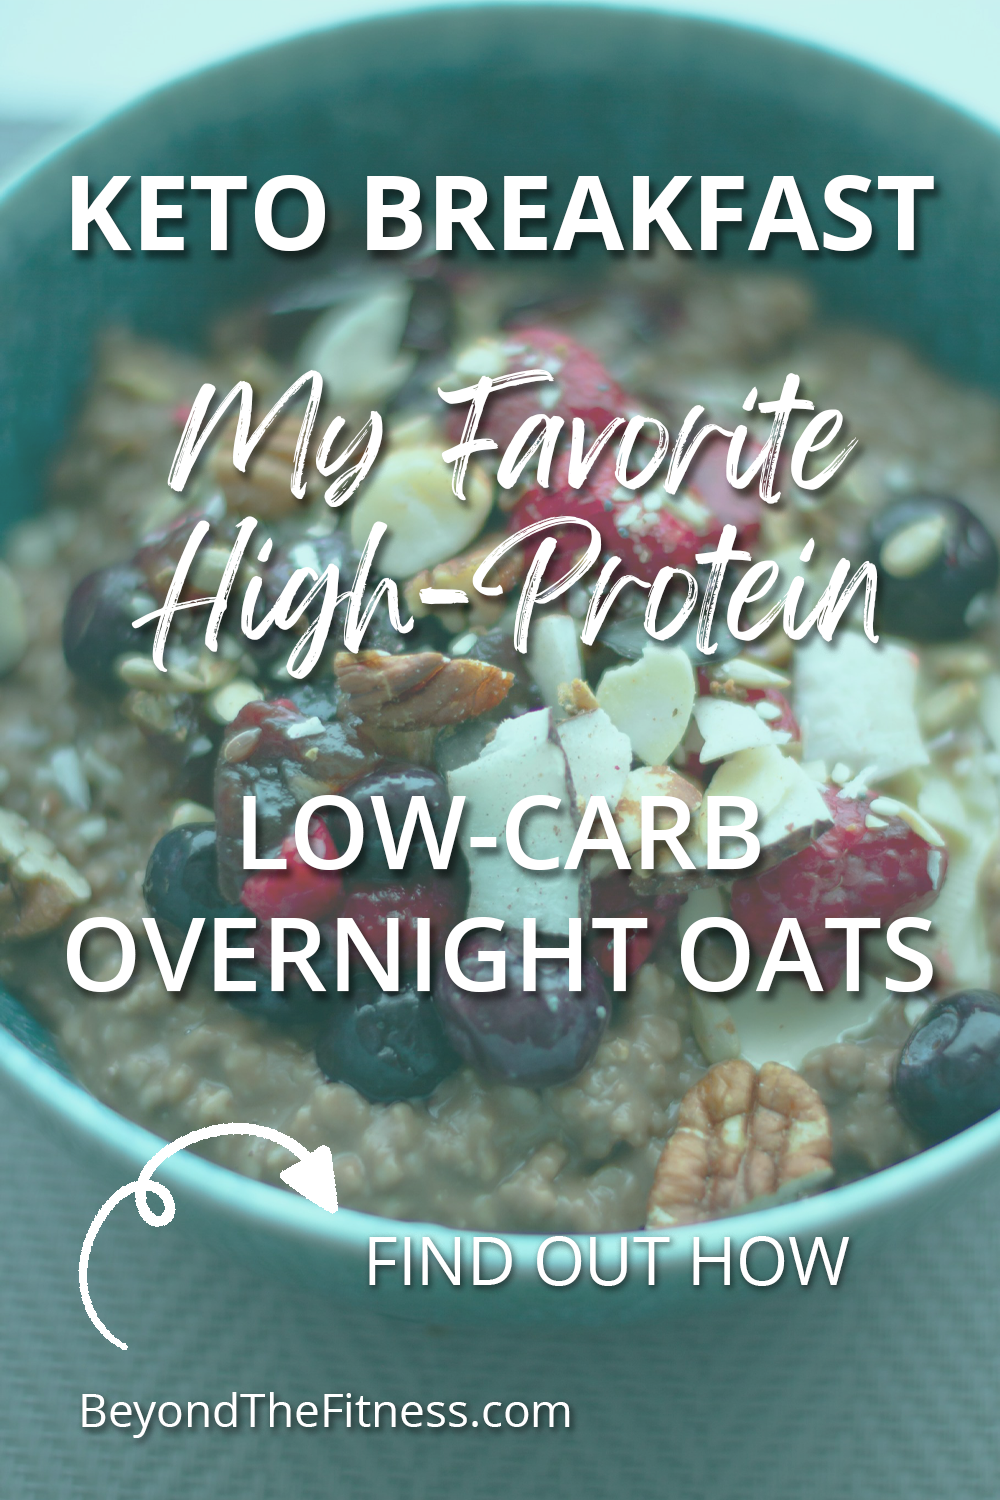 KETO BREAKFAST
My Favorite
High-Protein
LOW-CARB
OVERNIGHT OATS
FIND OUT HOW
BeyondTheFitness.com